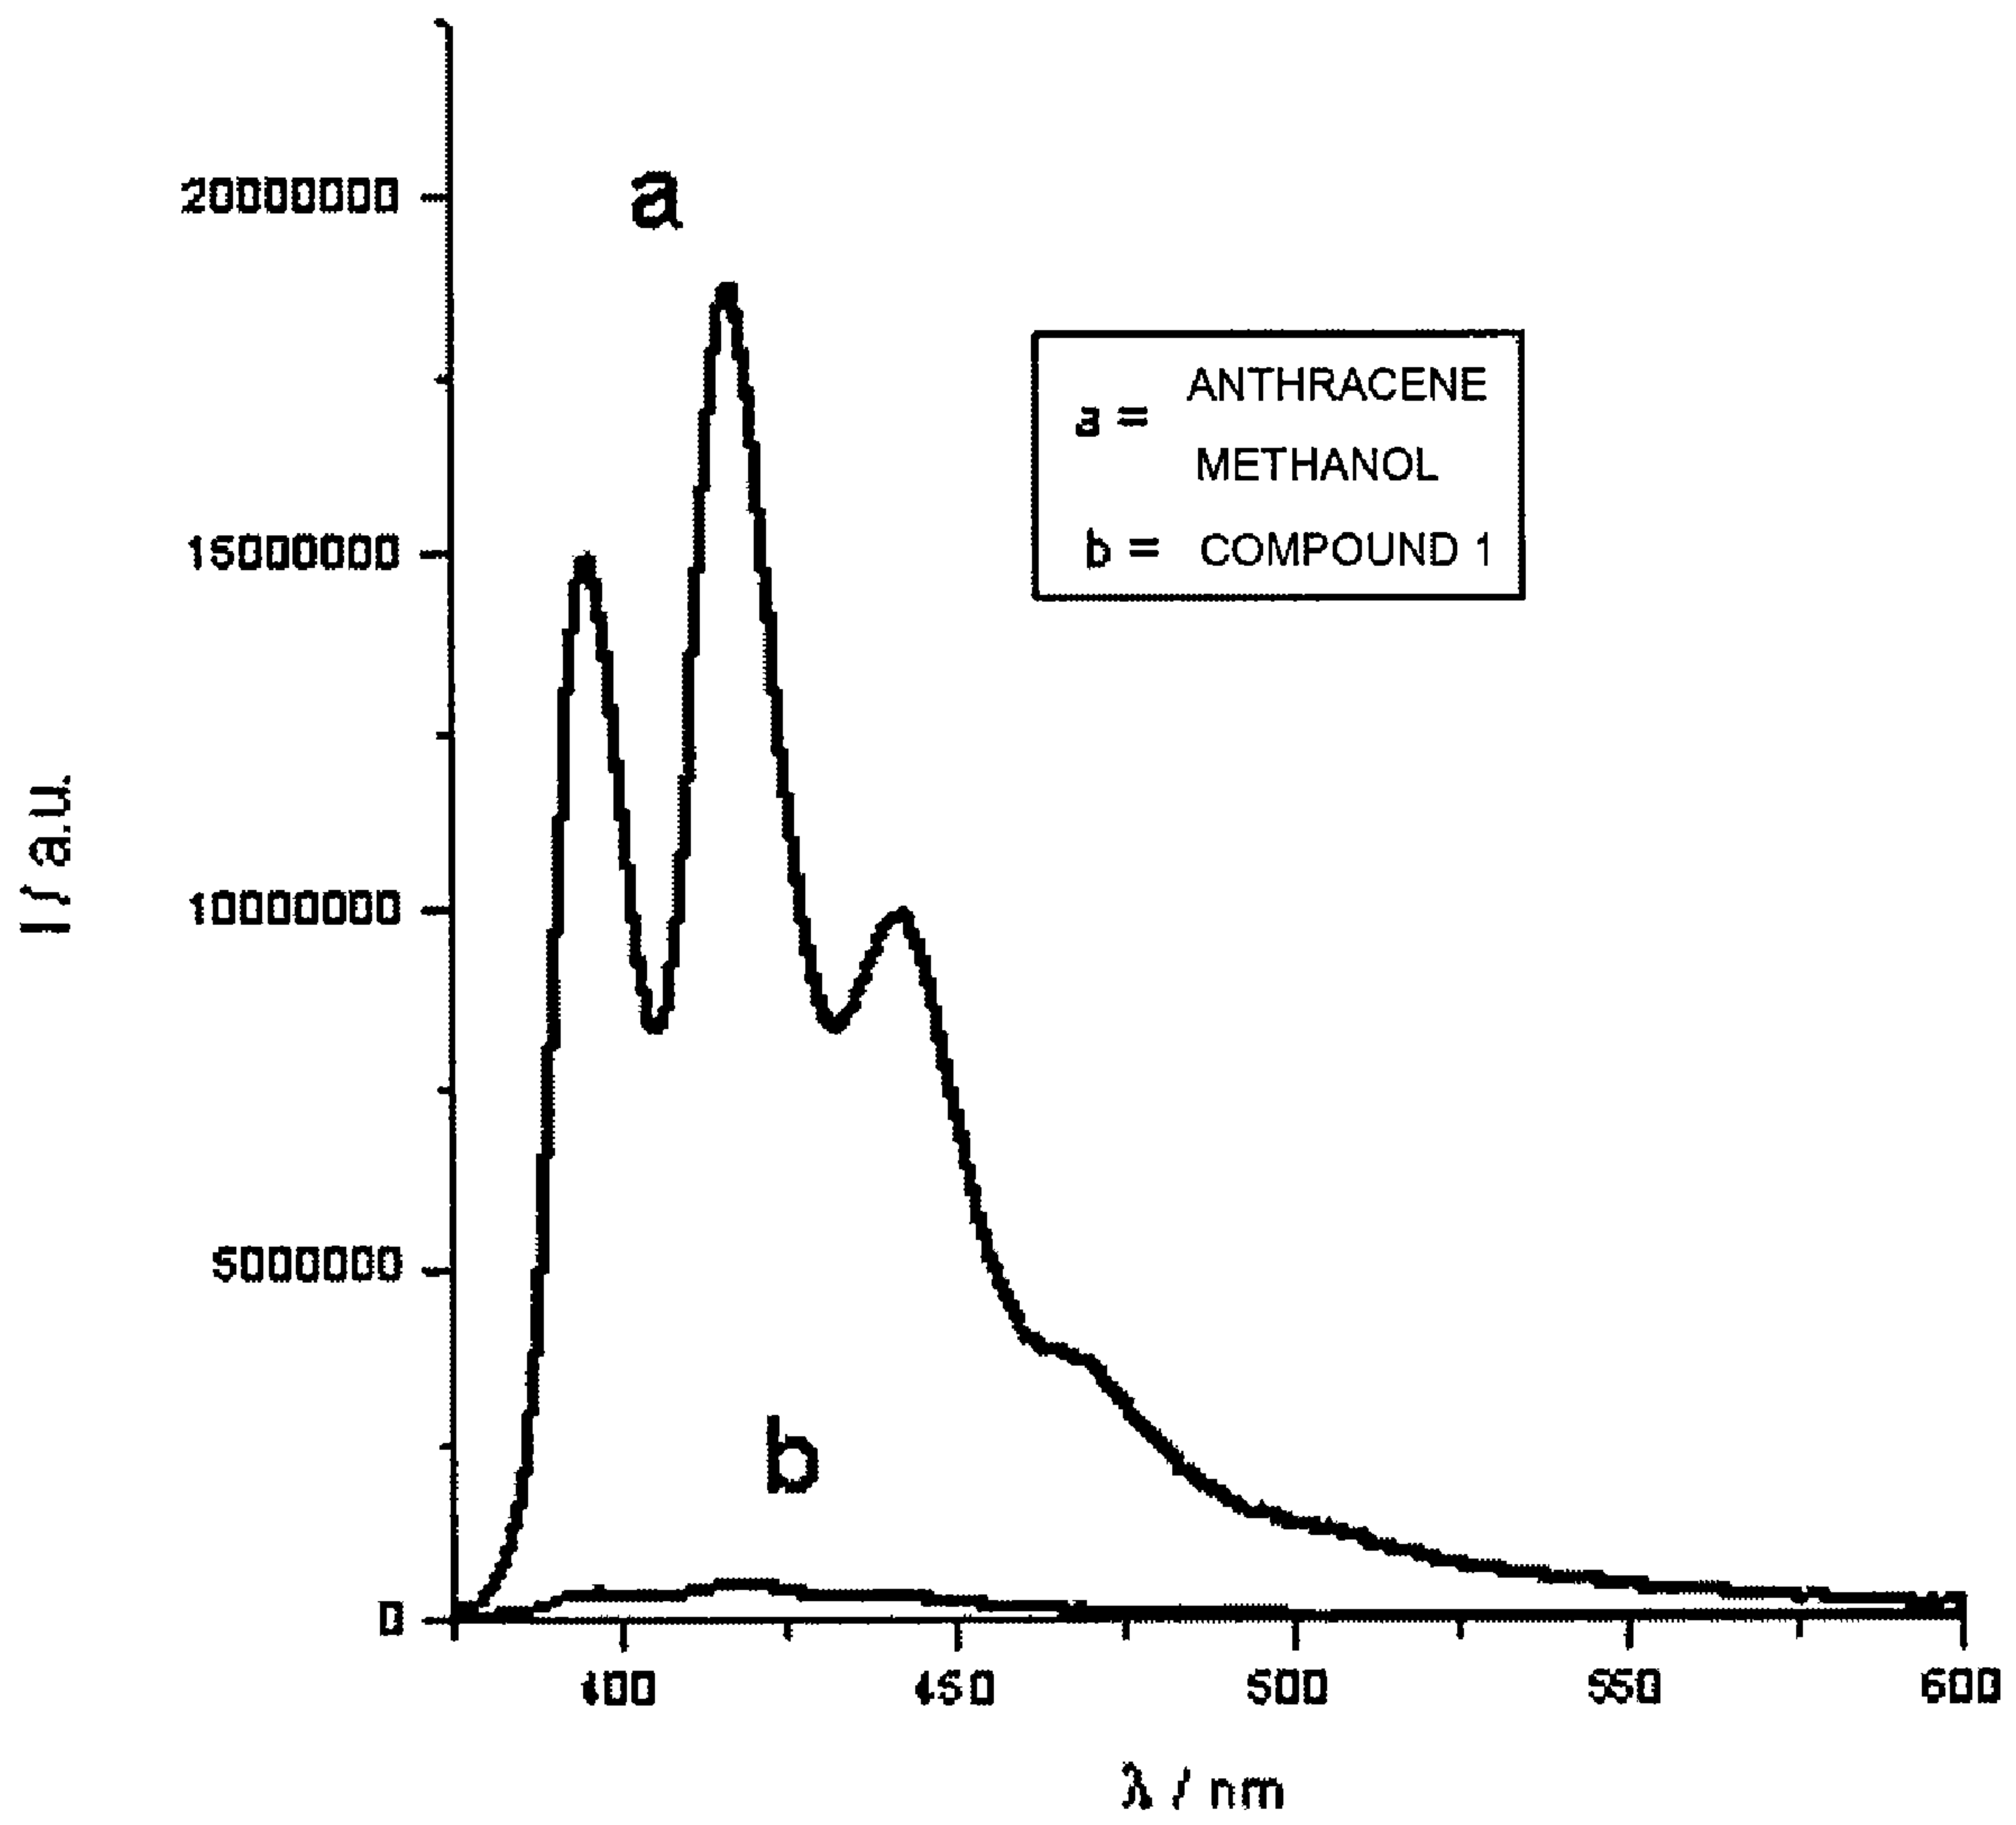 20000000
a
a = ANTHRACENE
METHANOL
b = COMPOUND 1
15000000
I / a.u.
10000000
5000000
b
0
400
450
500
550
600
λ / nm